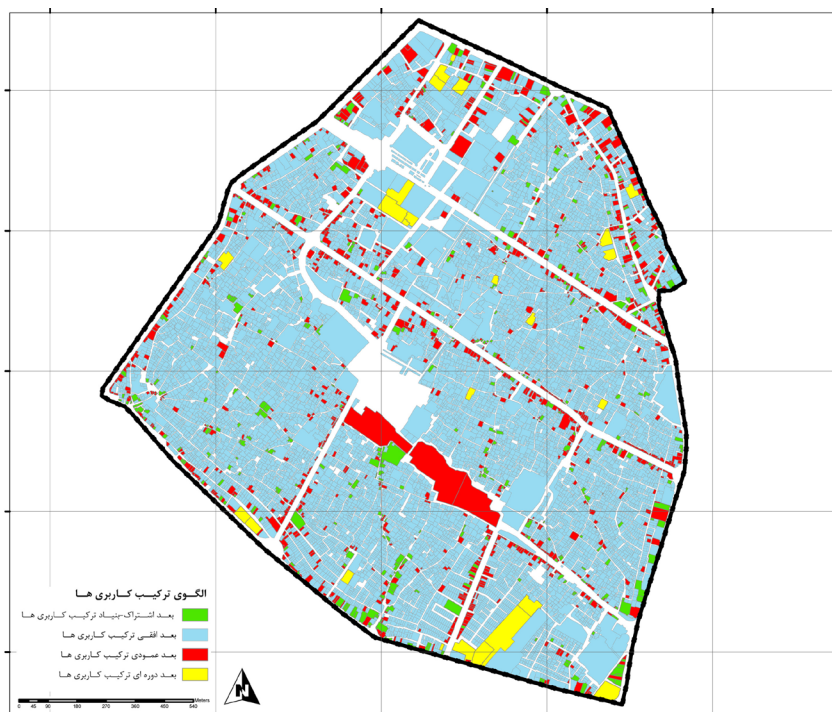 الگوی ترکیب کاربری ها
بعد اشتراک-بنیاد ترکیب کاربری ها
بعد افقی ترکیب کاربری ها
بعد عمودی ترکیب کاربری ها
بعد دوره ای ترکیب کاربری ها
N
0 45 90 180 270 360 450 540 Meters